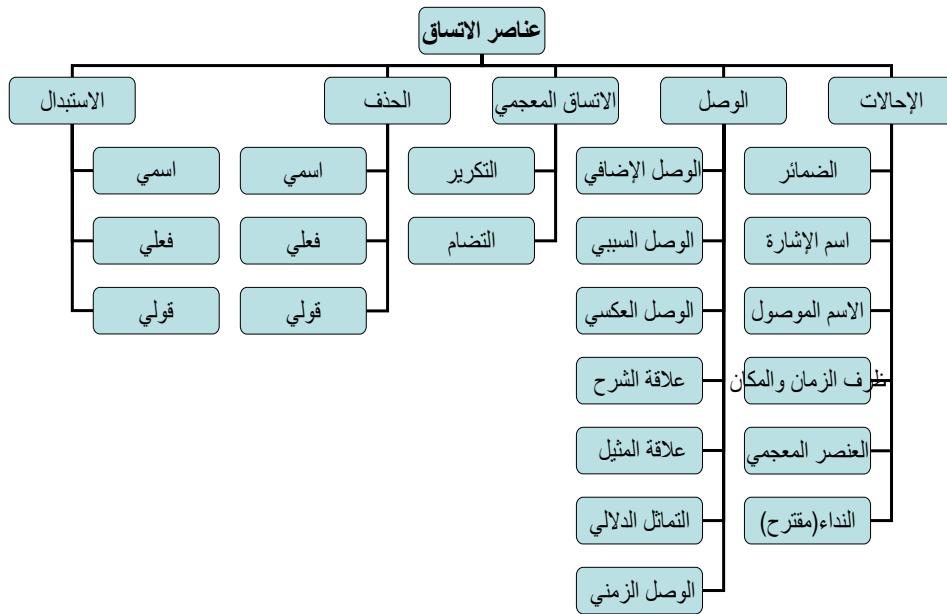 عناصر الاتساق
الإحالات
الوصل
الاتساق المعجمي
الحذف
الاستبدال
الضمائر
اسم الإشارة
الاسم الموصول
ظرف الزمان والمكان
العنصر المعجمي
النداء(مقترح)
الوصل الإضافي
الوصل السببي
الوصل العكسي
علاقة الشرح
علاقة المثيل
التماثل الدلالي
الوصل الزمني
التكرير
التضام
اسمي
فعلي
قولي
اسمي
فعلي
قولي